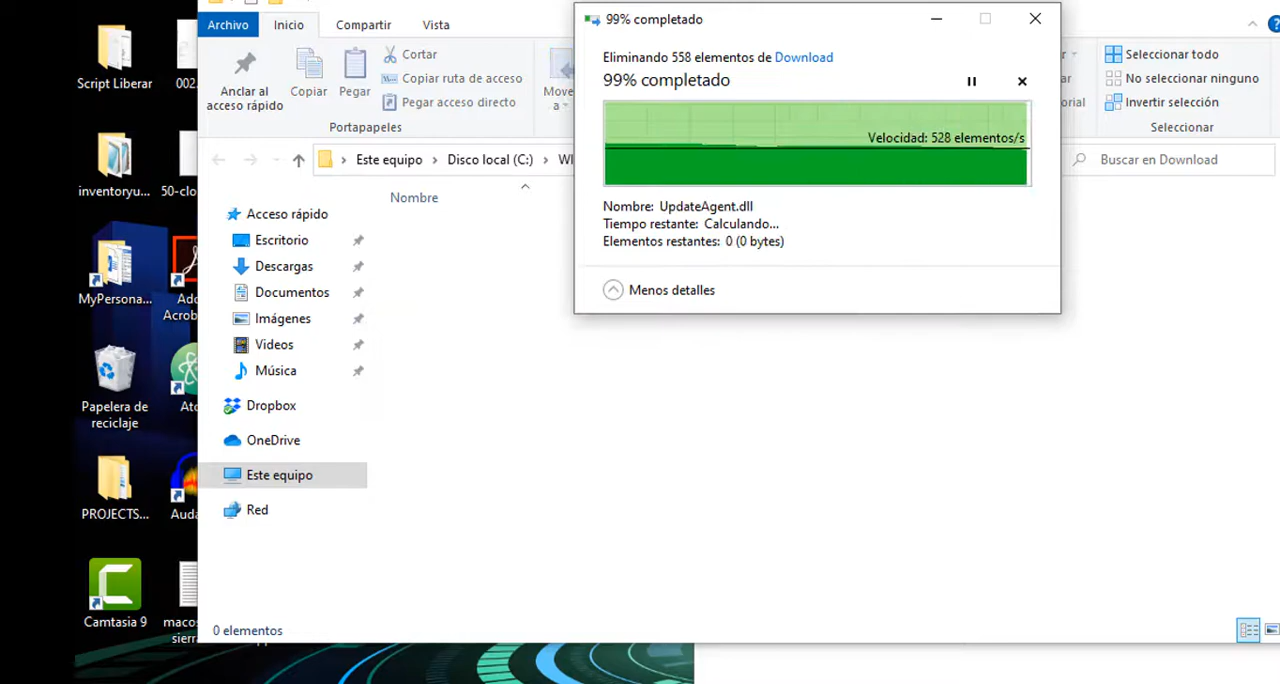 Archivo
Inicio
Compartir
Vista
Anclar al
acceso rápido
Copiar
Pegar
Cortar
Copiar ruta de acceso
Pegar acceso directo
Portapapeles
Move
a
Seleccionar todo
No seleccionar ninguno
Invertir selección
Seleccionar
Este equipo
Disco local (C:)
Buscar en Download
99% completado
Eliminando 558 elementos de Download
99% completado
Velocidad: 528 elementos/s
Nombre: UpdateAgent.dll
Tiempo restante: Calculando...
Elementos restantes: 0 (0 bytes)
Menos detalles
Nombre
Acceso rápido
Escritorio
Descargas
Documentos
Imágenes
Videos
Música
Dropbox
OneDrive
Este equipo
Red
0 elementos
Script Liberar
002.
inventoryu...
50-clo
MyPersona...
Ado
Acrob
Papelera de
reciclaje
Ato
PROJECTS...
Auda
Camtasia 9
macos
sierra